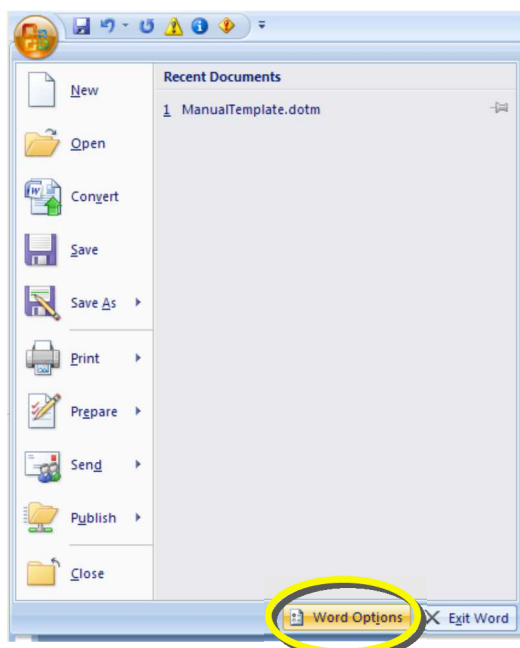 New
Open
Convert
Save
Save As
Print
Prepare
Send
Publish
Close
Recent Documents
1 ManualTemplate.dotm
Word Options
Exit Word